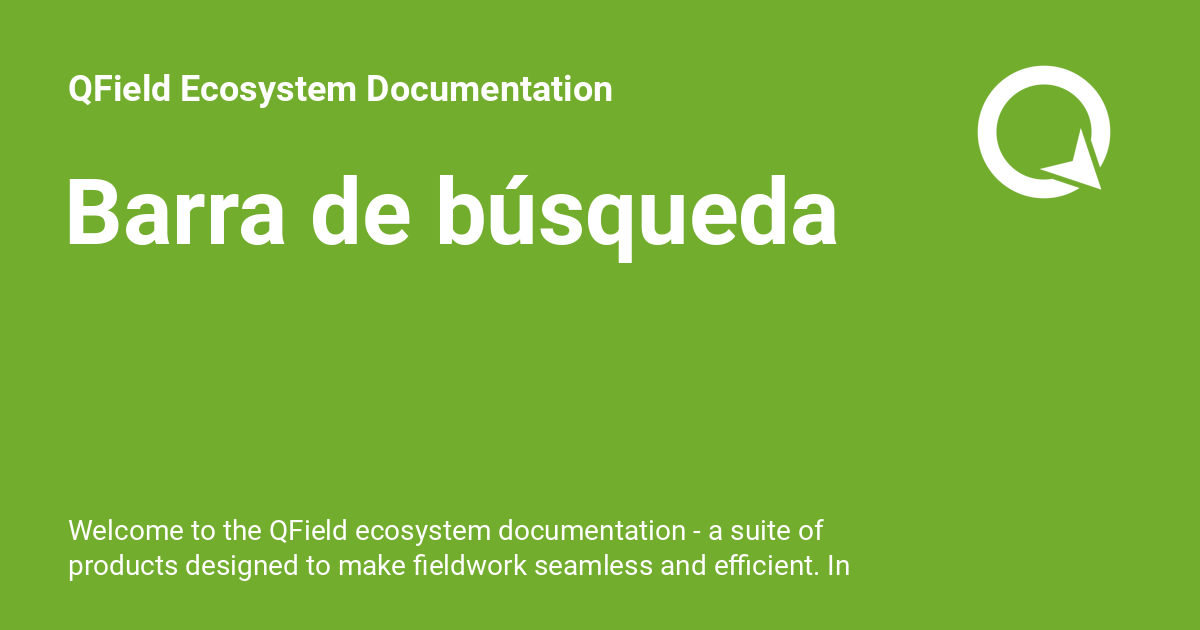 QField Ecosystem Documentation
Barra de búsqueda
Welcome to the QField ecosystem documentation - a suite of
products designed to make fieldwork seamless and efficient. In